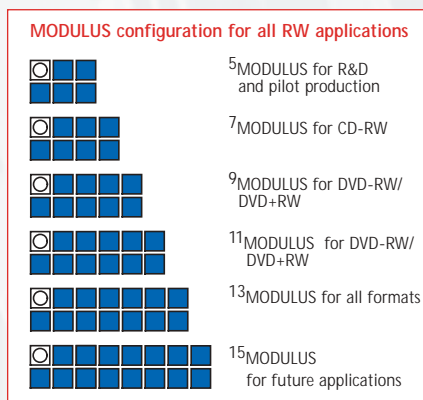 MODULUS configuration for all RW applications
5MODULUS for R&D
and pilot production
7MODULUS for CD-RW
9MODULUS for DVD-RW/
DVD+RW
11MODULUS for DVD-RW/
DVD+RW
13MODULUS for all formats
15MODULUS
for future applications